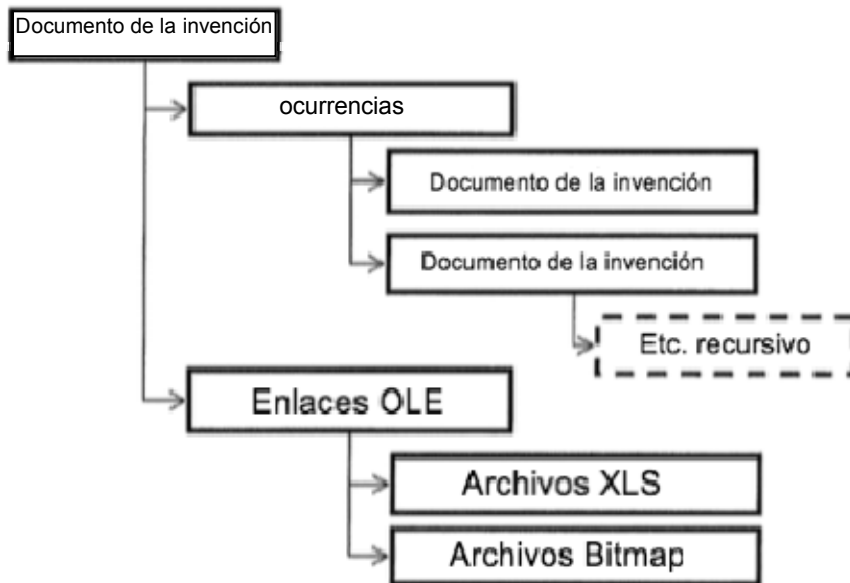 Documento de la invención
ocurrencias
Documento de la invención
Documento de la invención
Etc. recursivo
Enlaces OLE
Archivos XLS
Archivos Bitmap